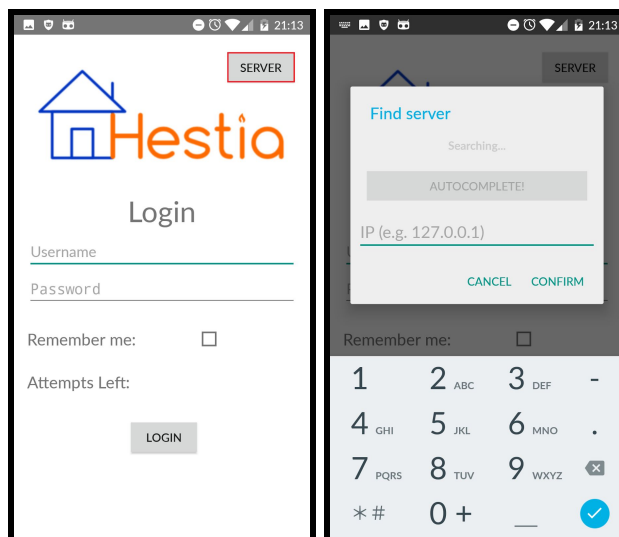 21:13
SERVER
Hestia
Login
Username
Password
Remember me:
Attempts Left:
LOGIN
21:13
SERVER
Find server
Searching...
AUTOCOMPLETE!
IP (e.g. 127.0.0.1)
CANCEL CONFIRM
Remember me:
1 2 ABC 3 DEF -
4 GHI 5 JKL 6 MNO .
7 PQRS 8 TUV 9 WXYZ
*# 0 + _